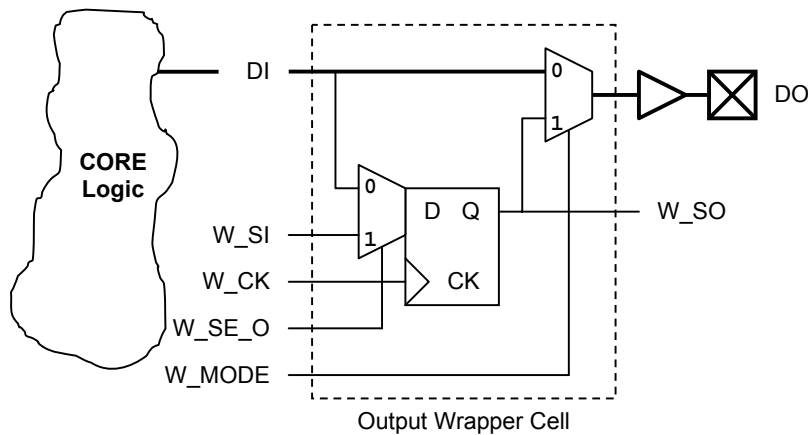 DI
0
DO
1
CORE
Logic
0
D Q
W_SO
W_SI
1
W_CK
CK
W_SE_O
W_MODE
Output Wrapper Cell